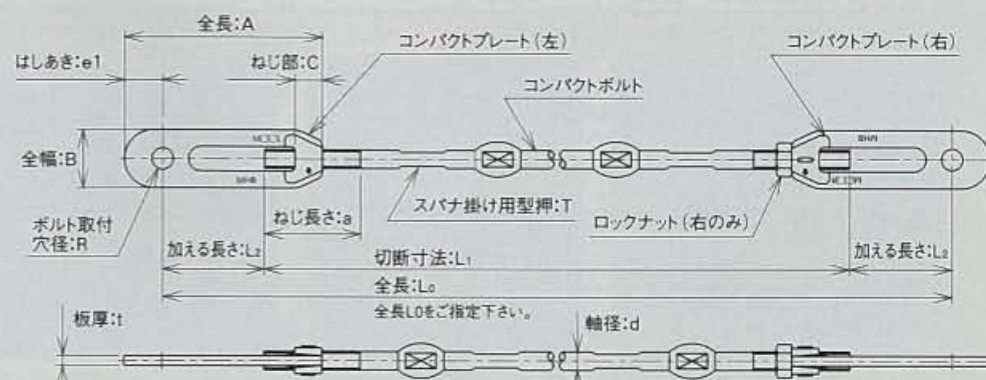 全長:A
コンパクトプレート(左)
コンパクトプレート(右)
はしあき:e1
ねじ部:C
コンパクトボルト
全幅:B
ボルト取付
穴径:R
ねじ長さ:a
スパナ掛け用型押:T
ロックナット(右のみ)
加える長さ:L2
切断寸法:L1
加える長さ:L2
全長:L0
全長L0をご指定下さい。
板厚:t
軸径:d